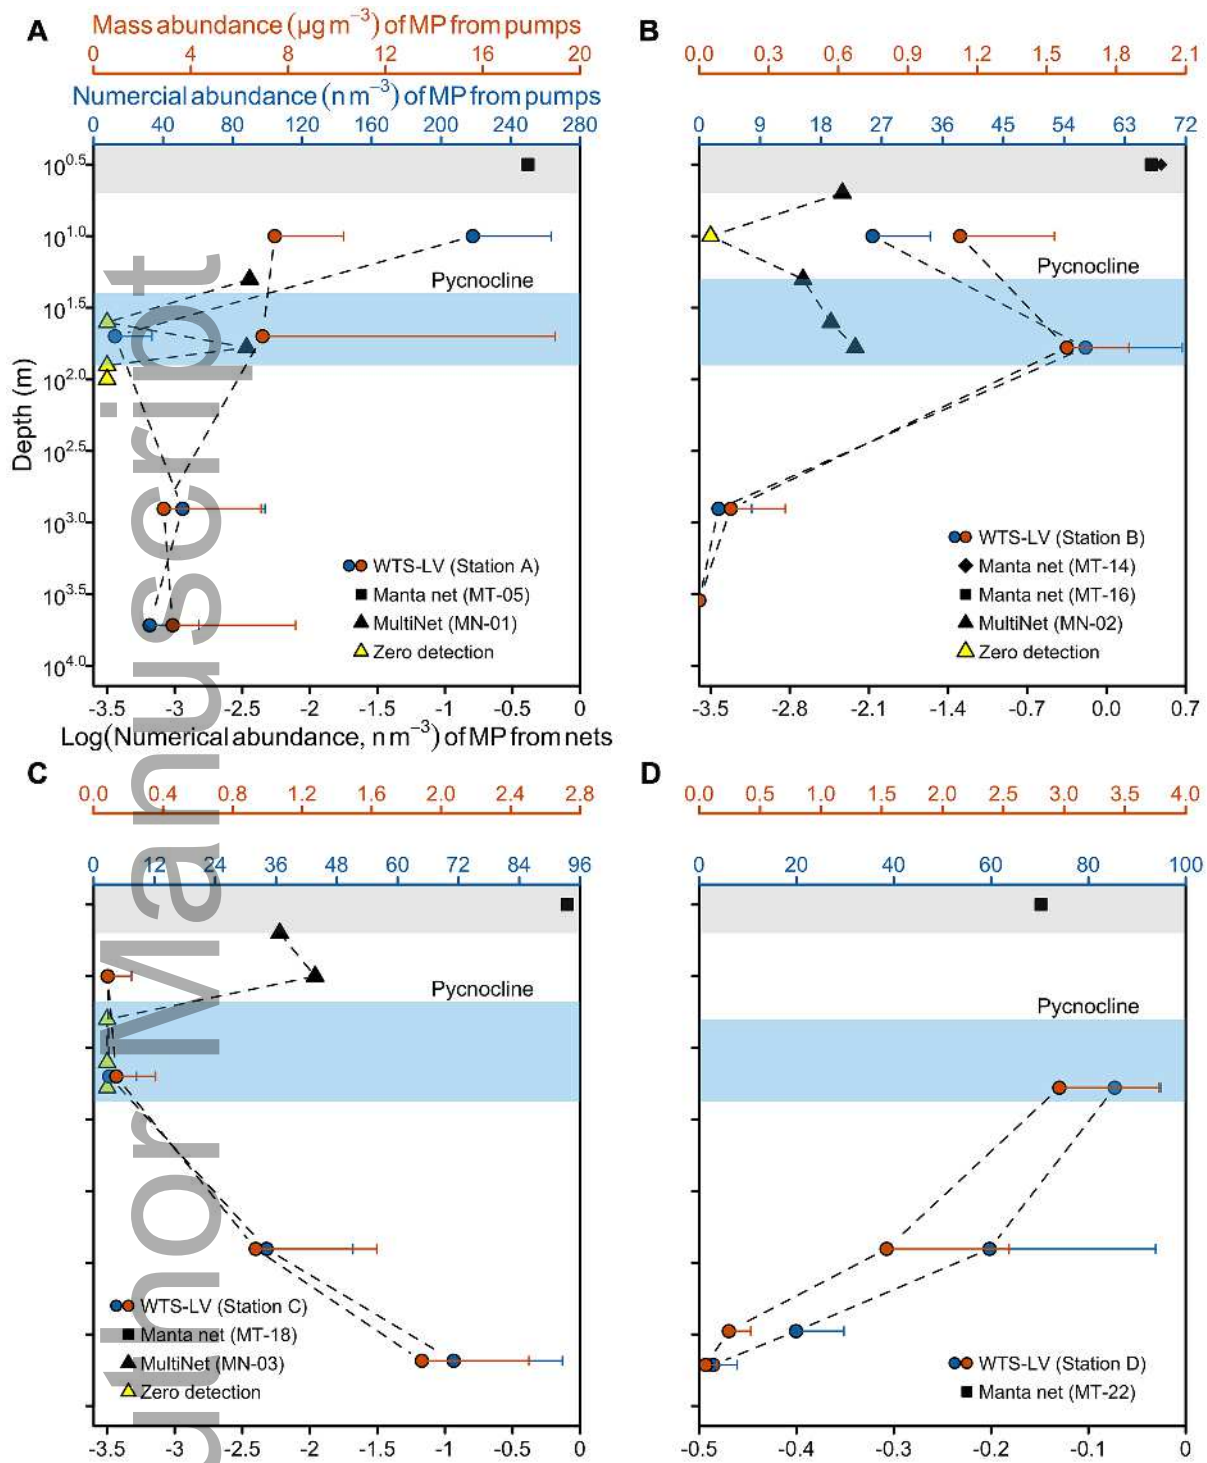 A
Mass abundance (µg m⁻³) of MP from pumps
0 4 8 12 16 20
Numercial abundance (n m⁻³) of MP from pumps
0 40 80 120 160 200 240 280
B
0.0 0.3 0.6 0.9 1.2 1.5 1.8 2.1
0 9 18 27 36 45 54 63 72
Depth (m)
10^0.5
10^1.0
10^1.5
10^2.0
10^2.5
10^3.0
10^3.5
10^4.0
Pycnocline
WTS-LV (Station A)
Manta net (MT-05)
MultiNet (MN-01)
Zero detection
-3.5 -3 -2.5 -2 -1.5 -1 -0.5 0
Log(Numerical abundance, n m⁻³) of MP from nets
Pycnocline
WTS-LV (Station B)
Manta net (MT-14)
Manta net (MT-16)
MultiNet (MN-02)
Zero detection
-3.5 -2.8 -2.1 -1.4 -0.7 0.0 0.7
C
0.0 0.4 0.8 1.2 1.6 2.0 2.4 2.8
0 12 24 36 48 60 72 84 96
Pycnocline
WTS-LV (Station C)
Manta net (MT-18)
MultiNet (MN-03)
Zero detection
-3.5 -3 -2.5 -2 -1.5 -1 -0.5 0
D
0.0 0.5 1.0 1.5 2.0 2.5 3.0 3.5 4.0
0 20 40 60 80 100
Pycnocline
WTS-LV (Station D)
Manta net (MT-22)
-0.5 -0.4 -0.3 -0.2 -0.1 0
uthor Manuscript